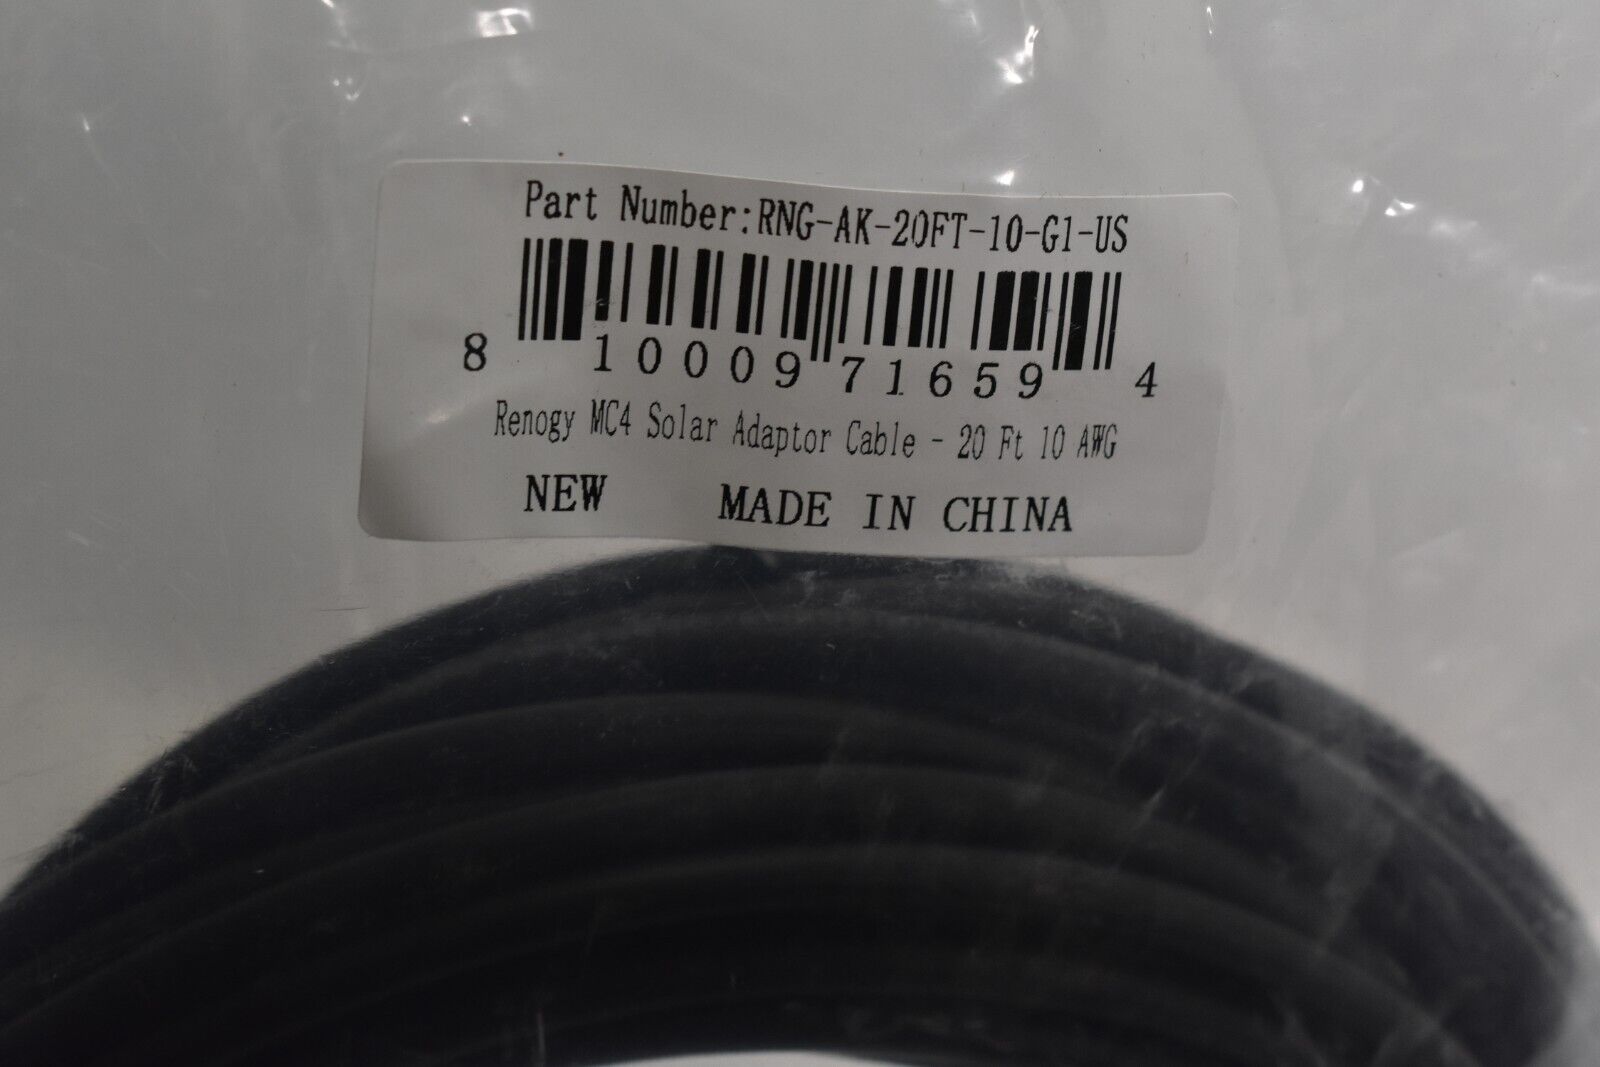 Part Number:RNG-AK-20FT-10-G1-US
8 10009 71659 4
Renogy MC4 Solar Adaptor Cable - 20 Ft 10 AWG
NEW MADE IN CHINA